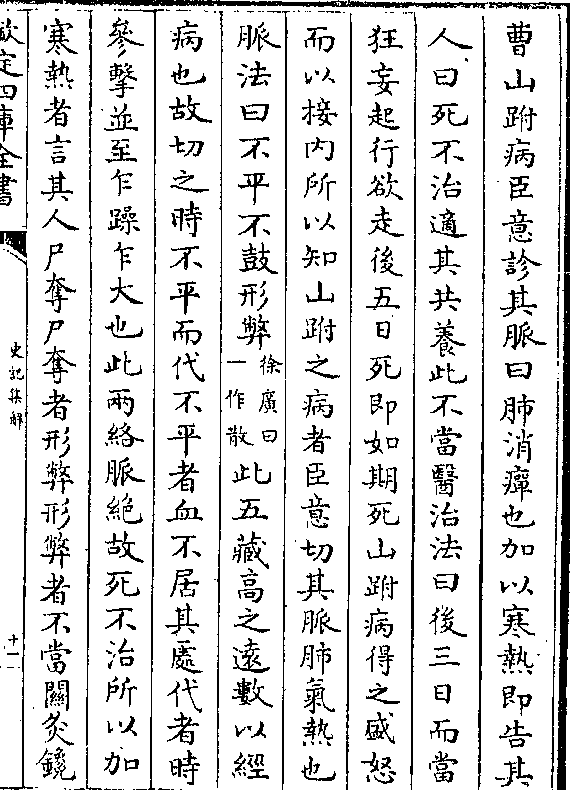 曹山跗病臣意診其脈曰肺消癉也加以寒熱即告其
人曰死不治適其共養此不當醫治法曰後三日而當
狂妄起行欲走後五日死即如期死山跗病得之盛怒
而以接内所以知山跗之病者臣意切其脈肺氣熱也
脈法曰不平不鼓形弊徐廣曰一作散此五藏高之遠數以經
病也故切之時不平而代不平者血不居其處代者時
參擊並至乍躁乍大也此兩絡脈絶故死不治所以加
寒熱者言其人尸奪尸奪者形弊形弊者不當關灸鑱
欽定四庫全書
史記集解
十一